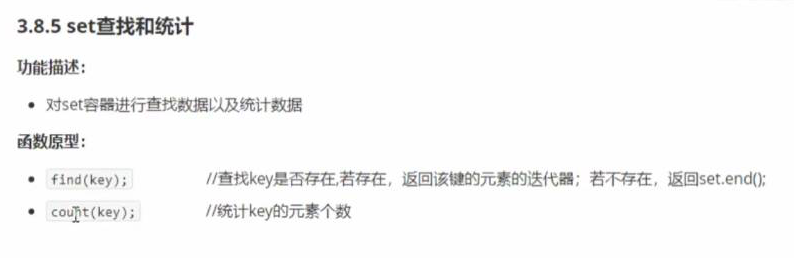 3.8.5 set查找和统计
功能描述：
• 对set容器进行查找数据以及统计数据
函数原型：
• find(key); //查找key是否存在,若存在，返回该键的元素的迭代器；若不存在，返回set.end();
• count(key); //统计key的元素个数